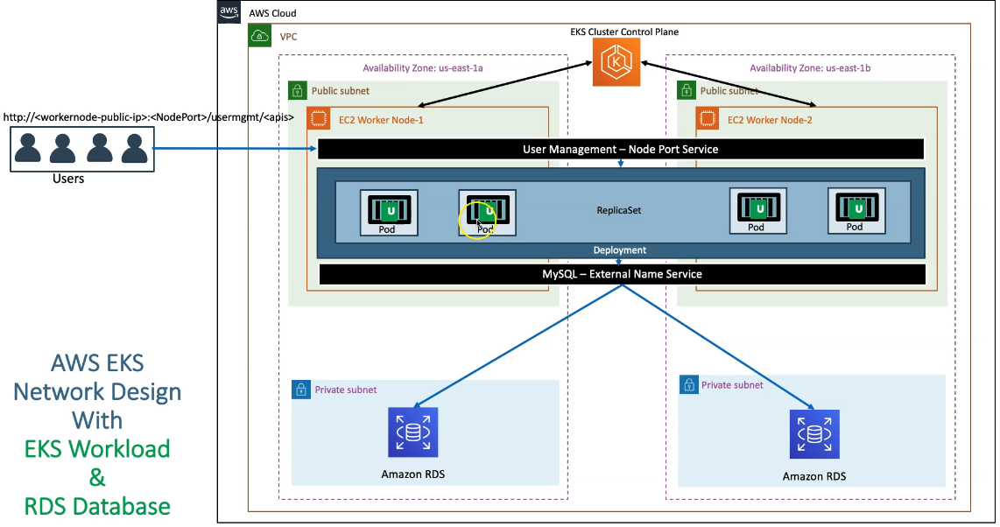 aws
AWS Cloud
VPC
EKS Cluster Control Plane
K
Availability Zone: us-east-1a
Availability Zone: us-east-1b
Public subnet
Public subnet
http://<workernode-public-ip>:<NodePort>/usermgmt/<apis>
EC2 Worker Node-1
EC2 Worker Node-2
User Management – Node Port Service
Users
U
U
U
U
ReplicaSet
Pod
Pod
Pod
Pod
Deployment
MySQL – External Name Service
AWS EKS
Network Design
With
EKS Workload
&
RDS Database
Private subnet
Private subnet
Amazon RDS
Amazon RDS